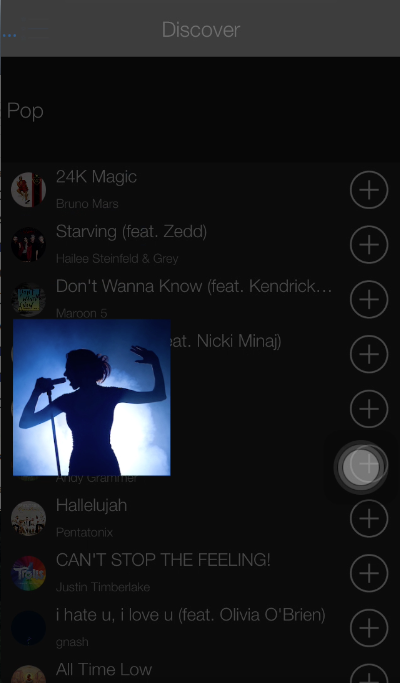 Discover
Pop
24K Magic
Bruno Mars
Starving (feat. Zedd)
Hailee Steinfeld & Grey
Don't Wanna Know (feat. Kendrick...
Maroon 5
eat. Nicki Minaj)
Andy Grammer
Hallelujah
Pentatonix
CAN'T STOP THE FEELING!
Justin Timberlake
i hate u, i love u (feat. Olivia O'Brien)
gnash
All Time Low